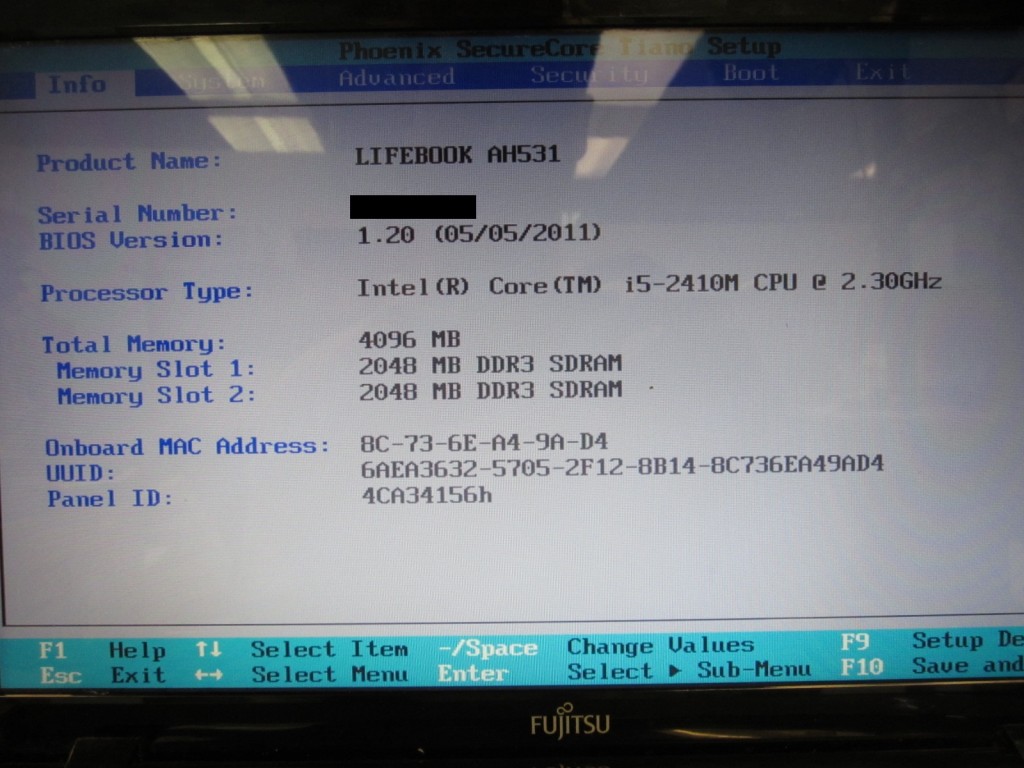 Phoenix SecureCore Tiano Setup
Info System Advanced Security Boot Exit
Product Name: LIFEBOOK AH531
Serial Number:
BIOS Version: 1.20 (05/05/2011)
Processor Type: Intel(R) Core(TM) i5-2410M CPU @ 2.30GHz
Total Memory: 4096 MB
Memory Slot 1: 2048 MB DDR3 SDRAM
Memory Slot 2: 2048 MB DDR3 SDRAM
Onboard MAC Address: 8C-73-6E-A4-9A-D4
UUID: 6AEA3632-5705-2F12-8B14-8C736EA49AD4
Panel ID: 4CA34156h
F1 Help ↑↓ Select Item -/Space Change Values F9 Setup De
Esc Exit ←→ Select Menu Enter Select ▶ Sub-Menu F10 Save and
FUJITSU